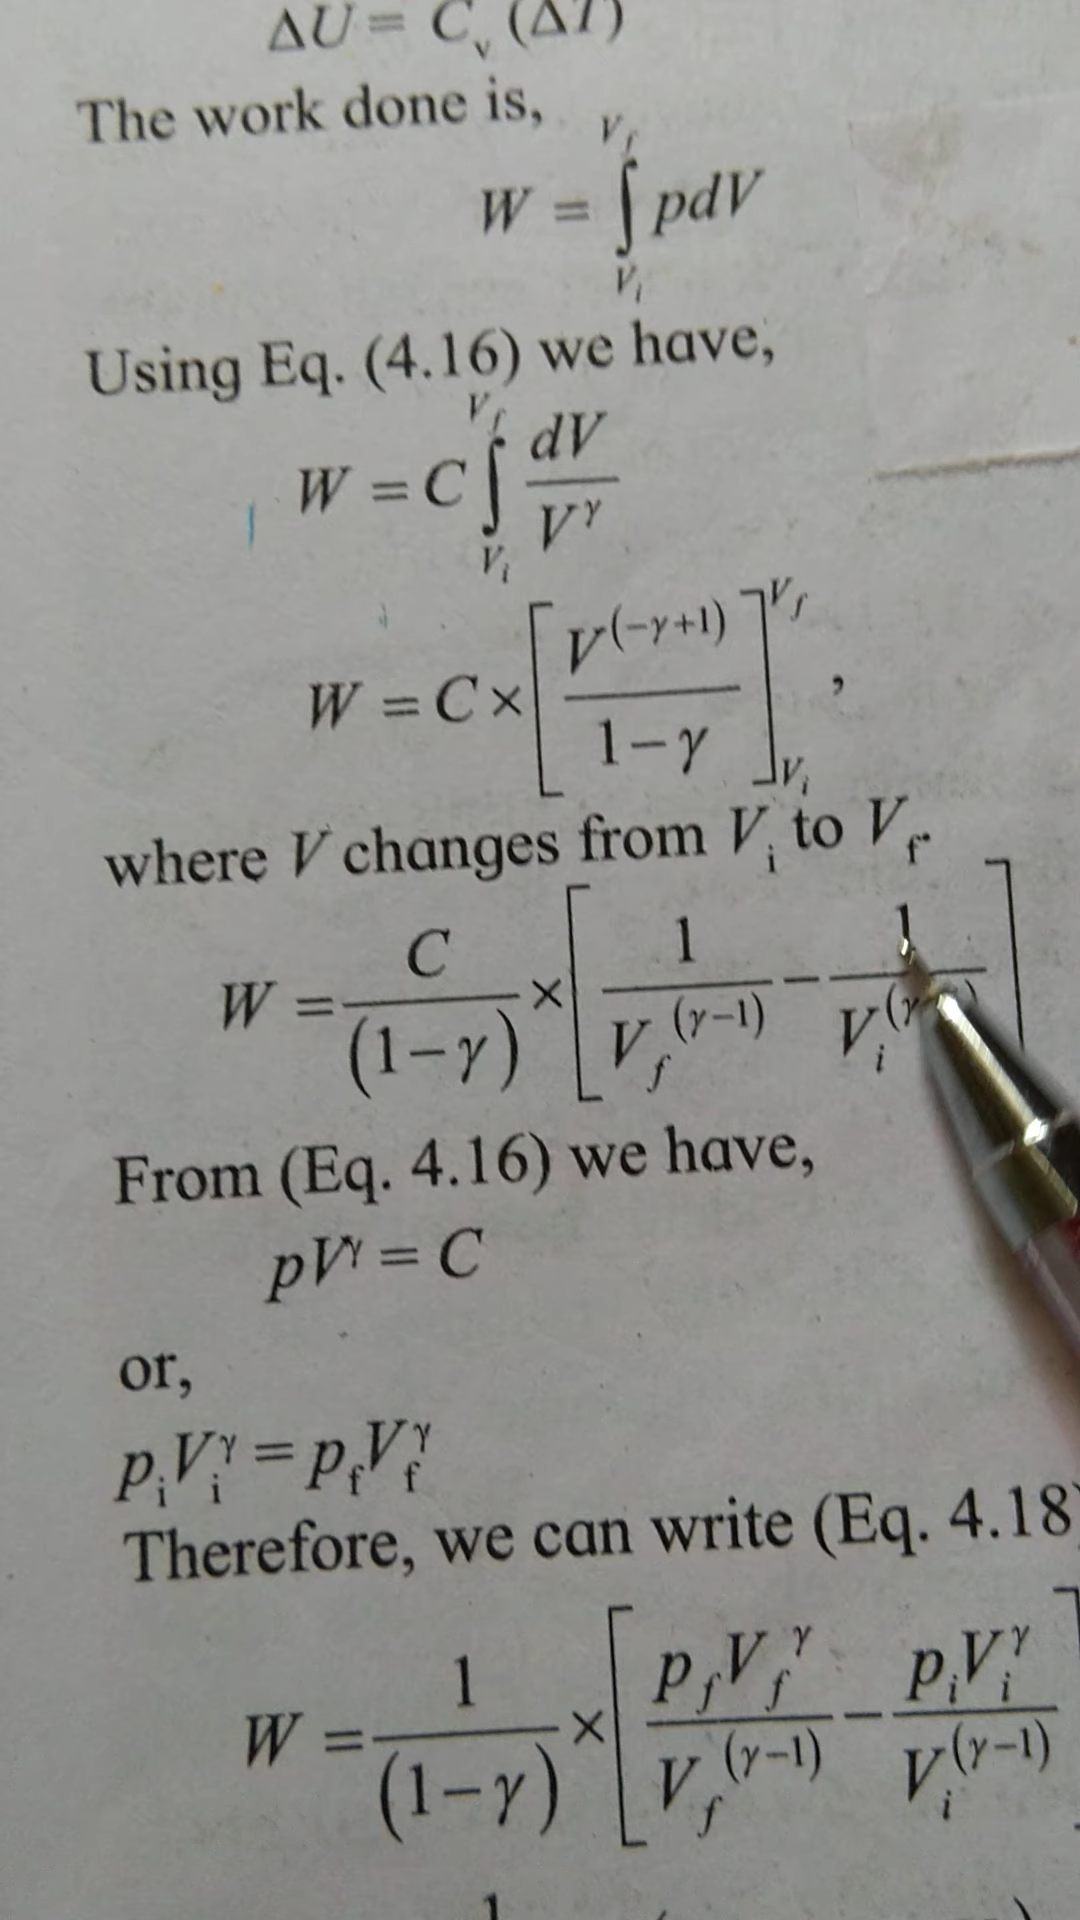 ΔU = C_v (ΔT)
The work done is,
W = ∫_{V_i}^{V_f} pdV
Using Eq. (4.16) we have,
W = C ∫_{V_i}^{V_f} dV / V^γ
W = C × [ V^(−γ+1) / 1−γ ]_{V_i}^{V_f} ,
where V changes from V_i to V_f.
W = C / (1−γ) × [ 1 / V_f^(γ−1) − 1 / V_i^(γ ) ]
From (Eq. 4.16) we have,
pV^γ = C
or,
p_i V_i^γ = p_f V_f^γ
Therefore, we can write (Eq. 4.18)
W = 1 / (1−γ) × [ p_f V_f^γ / V_f^(γ−1) − p_i V_i^γ / V_i^(γ−1) ]